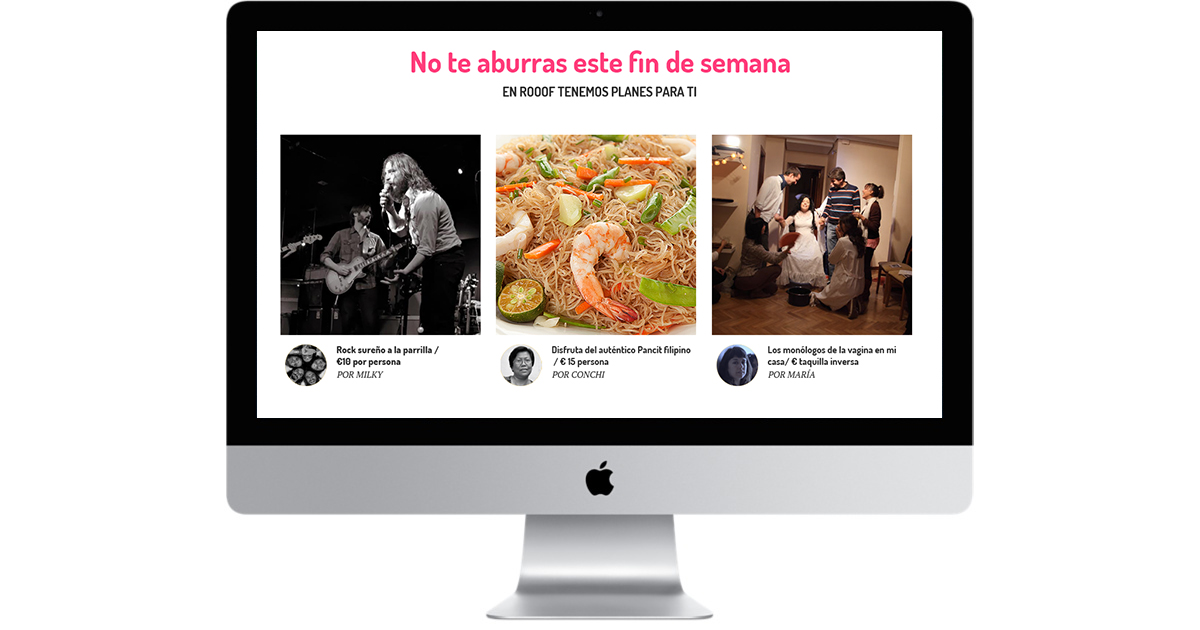 No te aburras este fin de semana
EN ROOOF TENEMOS PLANES PARA TI
Rock sureño a la parrilla /
€10 por persona
POR MILKY
Disfruta del auténtico Pancit filipino
/ € 15 persona
POR CONCHI
Los monólogos de la vagina en mi
casa/ € taquilla inversa
POR MARÍA